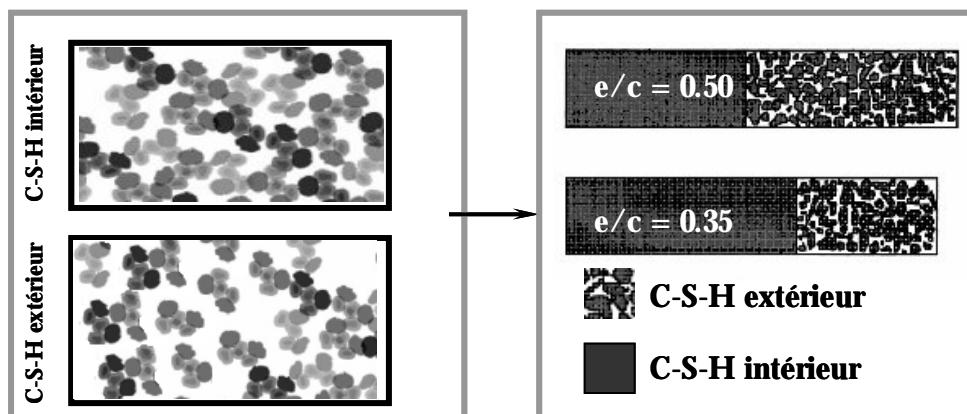 C-S-H intérieur
C-S-H extérieur
e/c = 0.50
e/c = 0.35
C-S-H extérieur
C-S-H intérieur